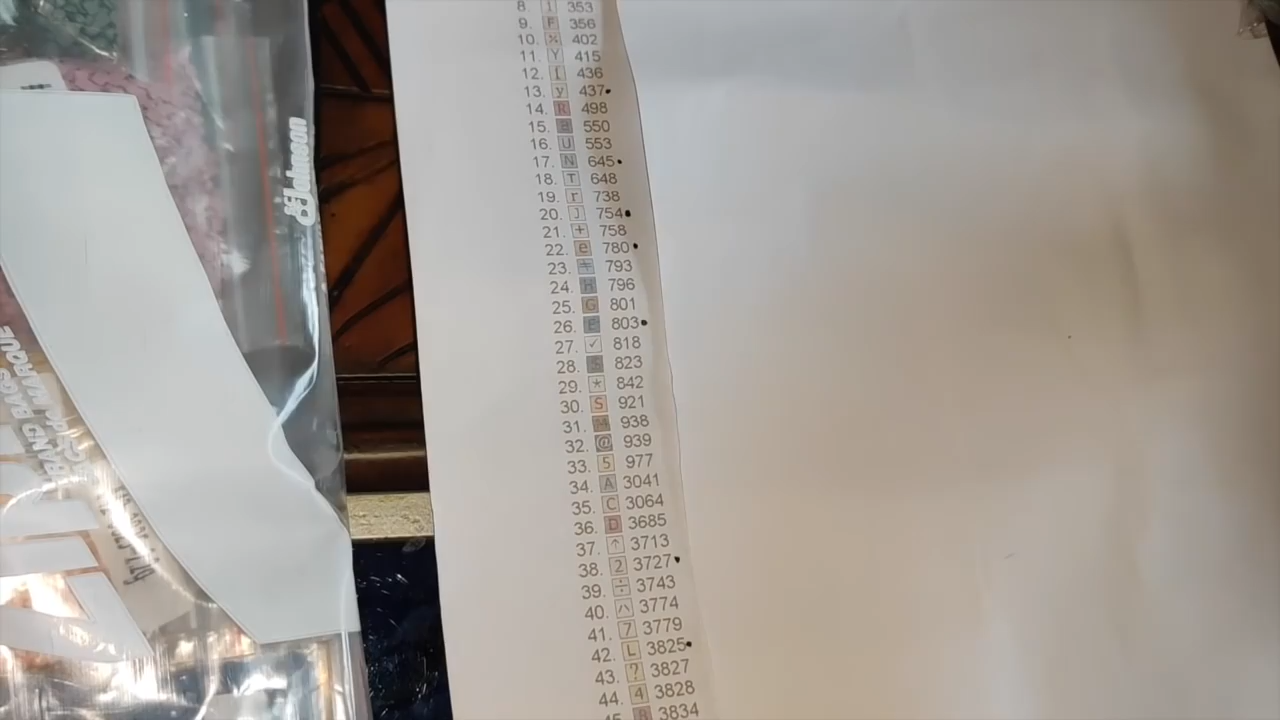 8. 1 353
9. F 356
10. % 402
11. Y 415
12. [ 436
13. y 437
14. R 498
15. a 550
16. U 553
17. N 645
18. T 648
19. r 738
20. J 754
21. + 758
22. e 780
23. 793
24. H 796
25. G 801
26. E 803
27. ✓ 818
28. 823
29. * 842
30. S 921
31. M 938
32. @ 939
33. 5 977
34. A 3041
35. C 3064
36. D 3685
37. ↑ 3713
38. 2 3727
39. ÷ 3743
40. 3774
41. 7 3779
42. L 3825
43. ? 3827
44. 4 3828
45. 3834
Johnson
BAGS
MARQUE